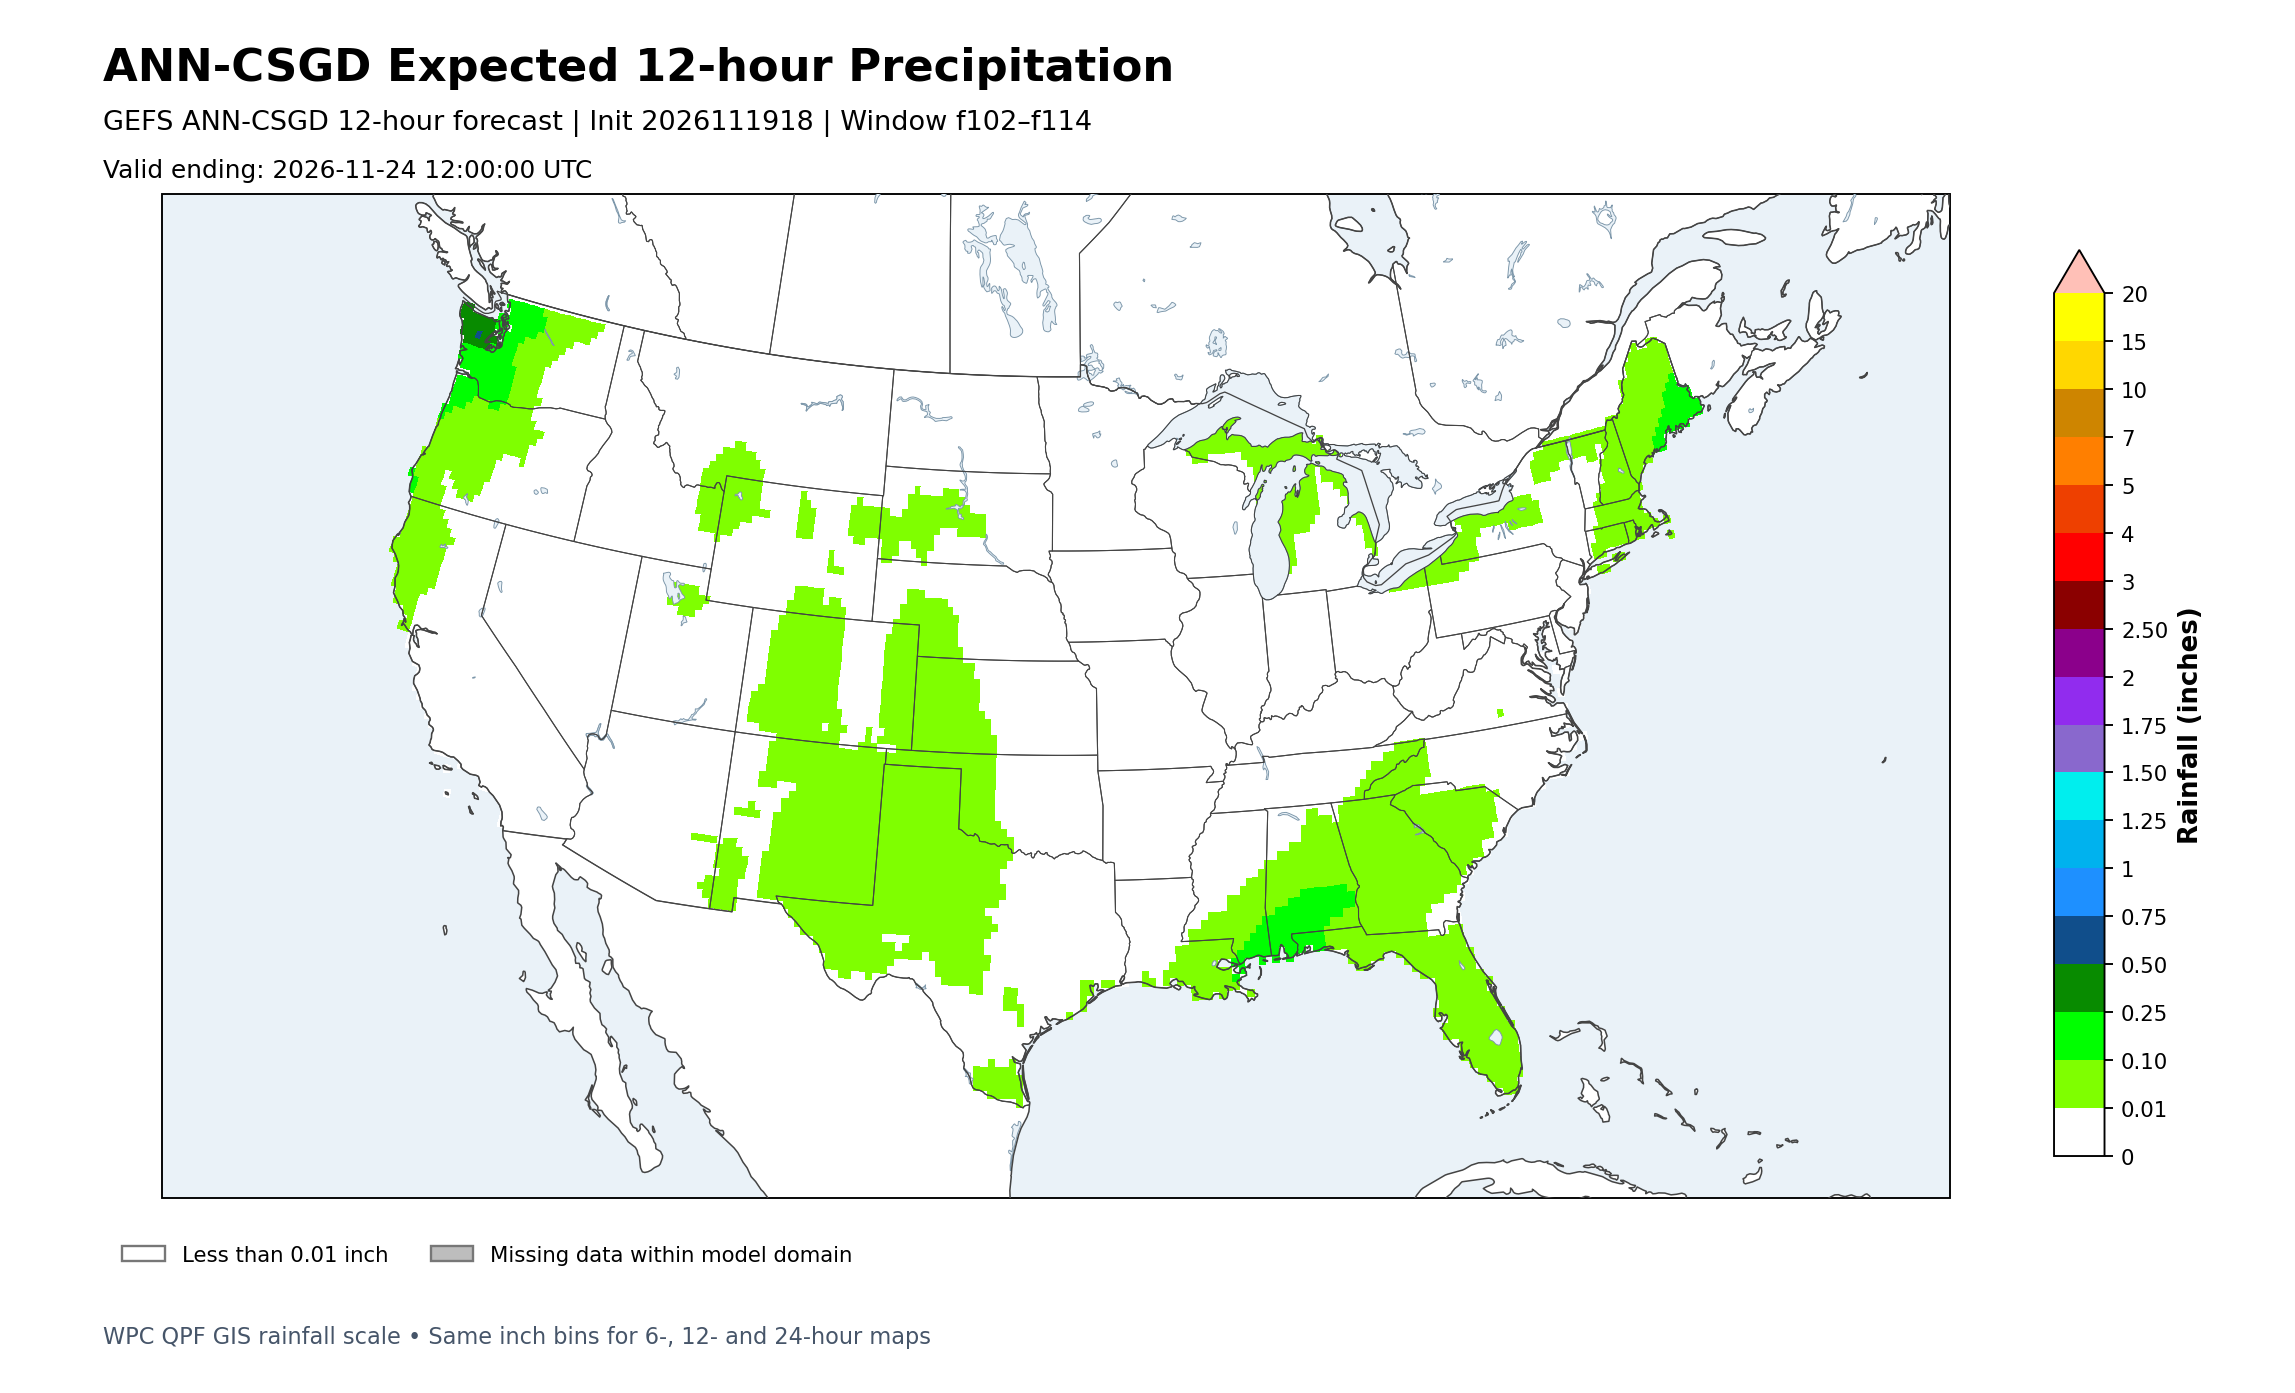 ANN-CSGD Expected 12-hour Precipitation
GEFS ANN-CSGD 12-hour forecast | Init 2026111918 | Window f102–f114
Valid ending: 2026-11-24 12:00:00 UTC
20
15
10
7
5
4
3
2.50
2
1.75
1.50
1.25
1
0.75
0.50
0.25
0.10
0.01
0
Rainfall (inches)
Less than 0.01 inch
Missing data within model domain
WPC QPF GIS rainfall scale • Same inch bins for 6-, 12- and 24-hour maps